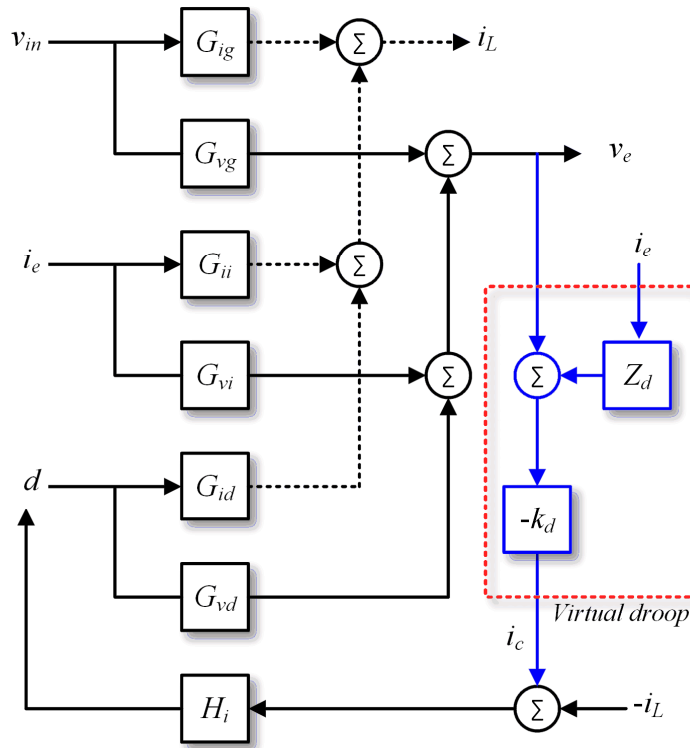 v_in G_ig Σ i_L
G_vg Σ v_e
i_e G_ii Σ i_e
G_vi Σ Σ Z_d
d G_id -k_d
G_vd Virtual droop
i_c
H_i Σ -i_L